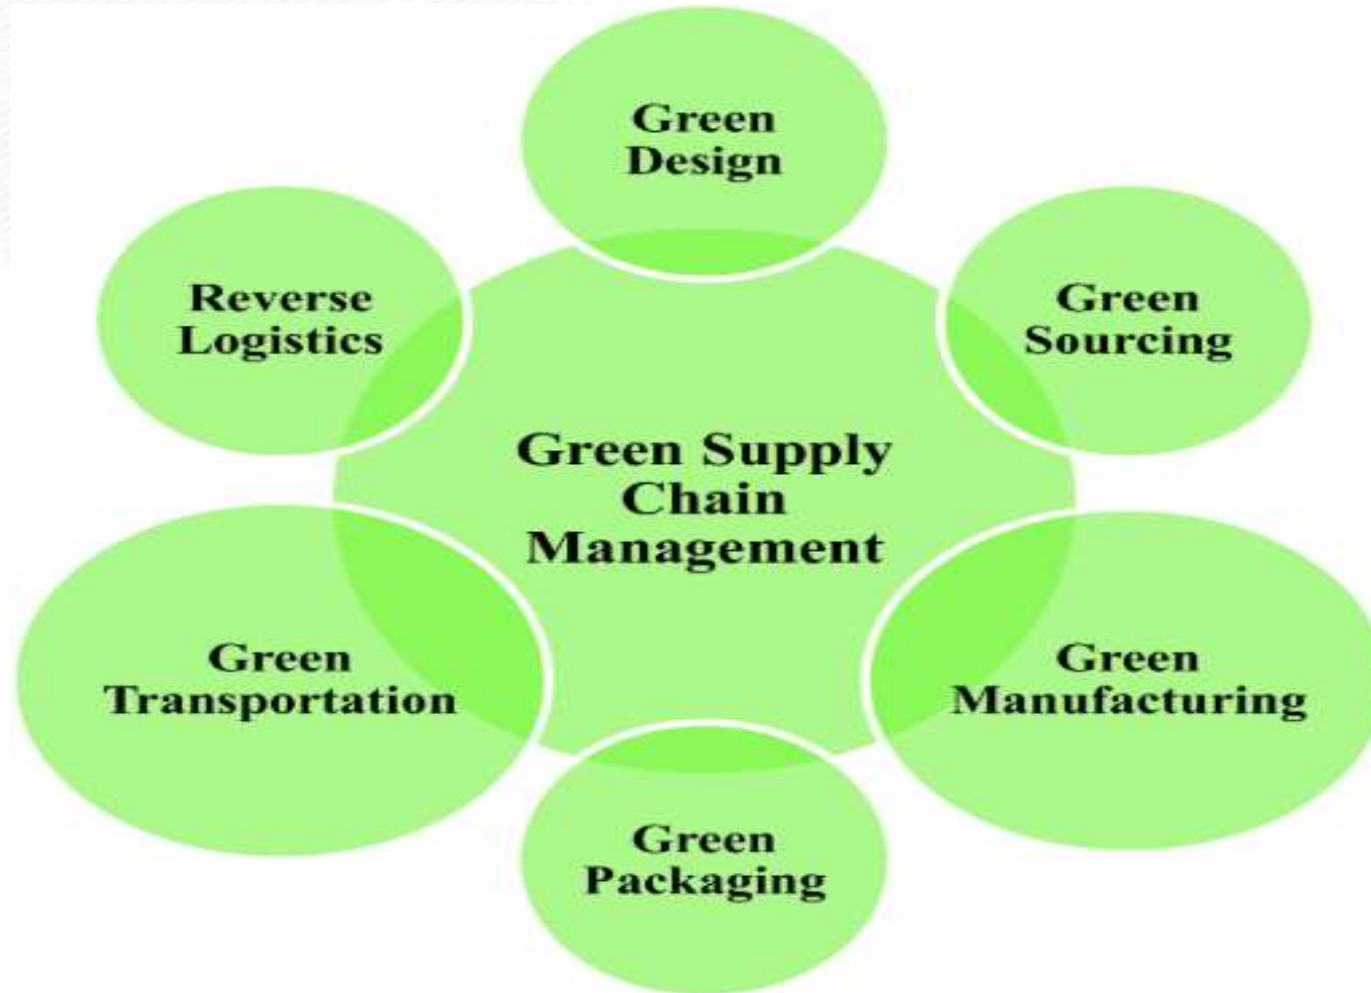 Green
Design
Reverse
Logistics
Green
Sourcing
Green Supply
Chain
Management
Green
Transportation
Green
Manufacturing
Green
Packaging